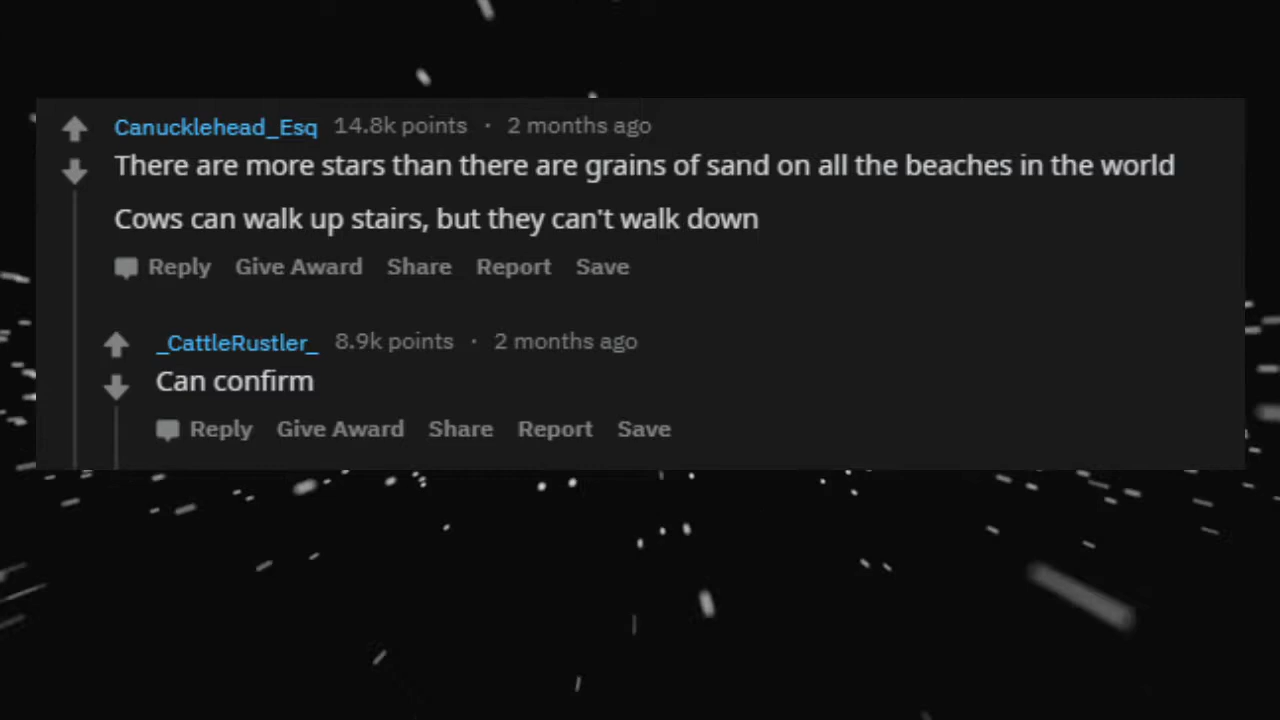 Canucklehead_Esq 14.8k points · 2 months ago
There are more stars than there are grains of sand on all the beaches in the world
Cows can walk up stairs, but they can't walk down
Reply Give Award Share Report Save
_CattleRustler_ 8.9k points · 2 months ago
Can confirm
Reply Give Award Share Report Save